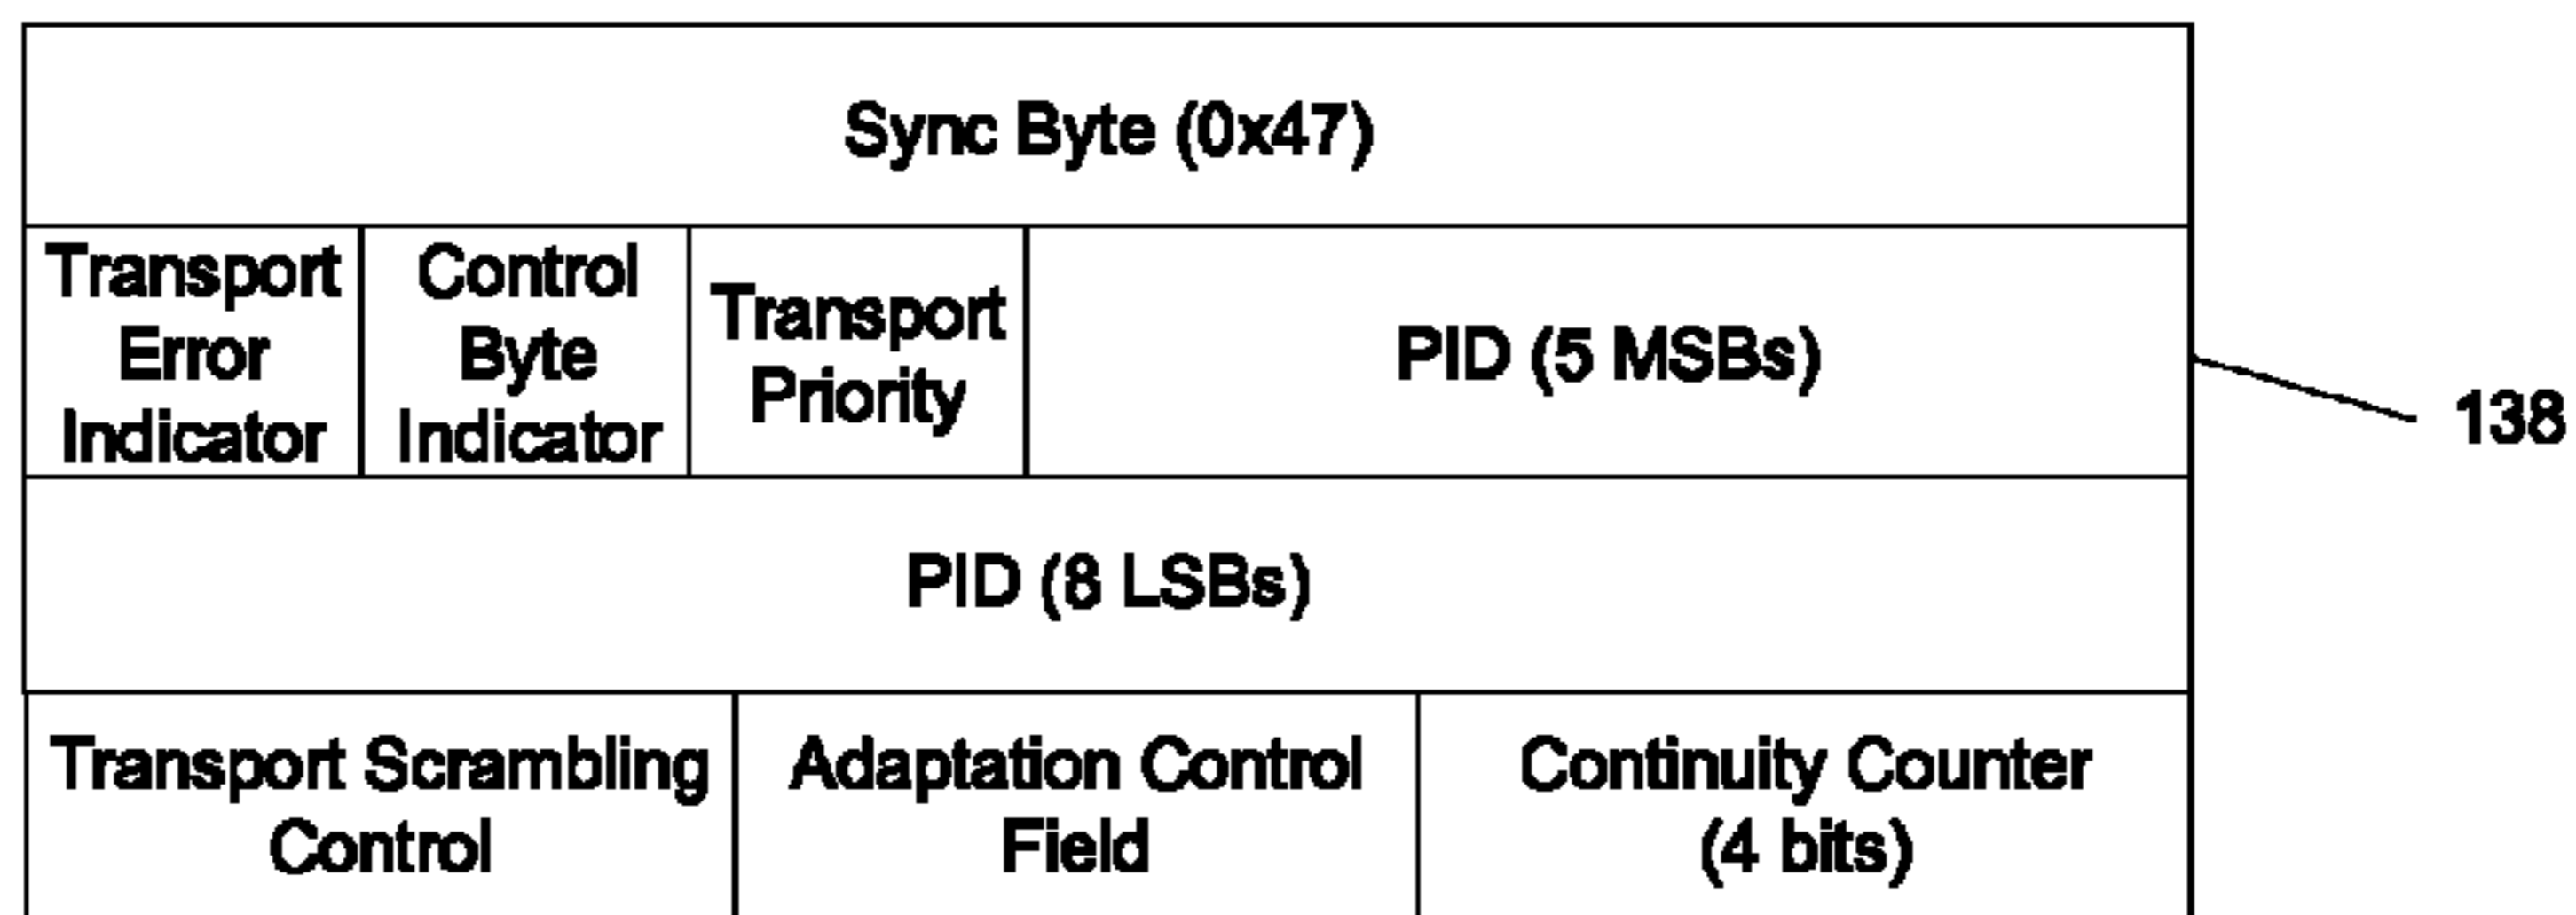 Sync Byte (0x47)
Transport
Error
Indicator
Control
Byte
Indicator
Transport
Priority
PID (5 MSBs)
138
PID (8 LSBs)
Transport Scrambling
Control
Adaptation Control
Field
Continuity Counter
(4 bits)